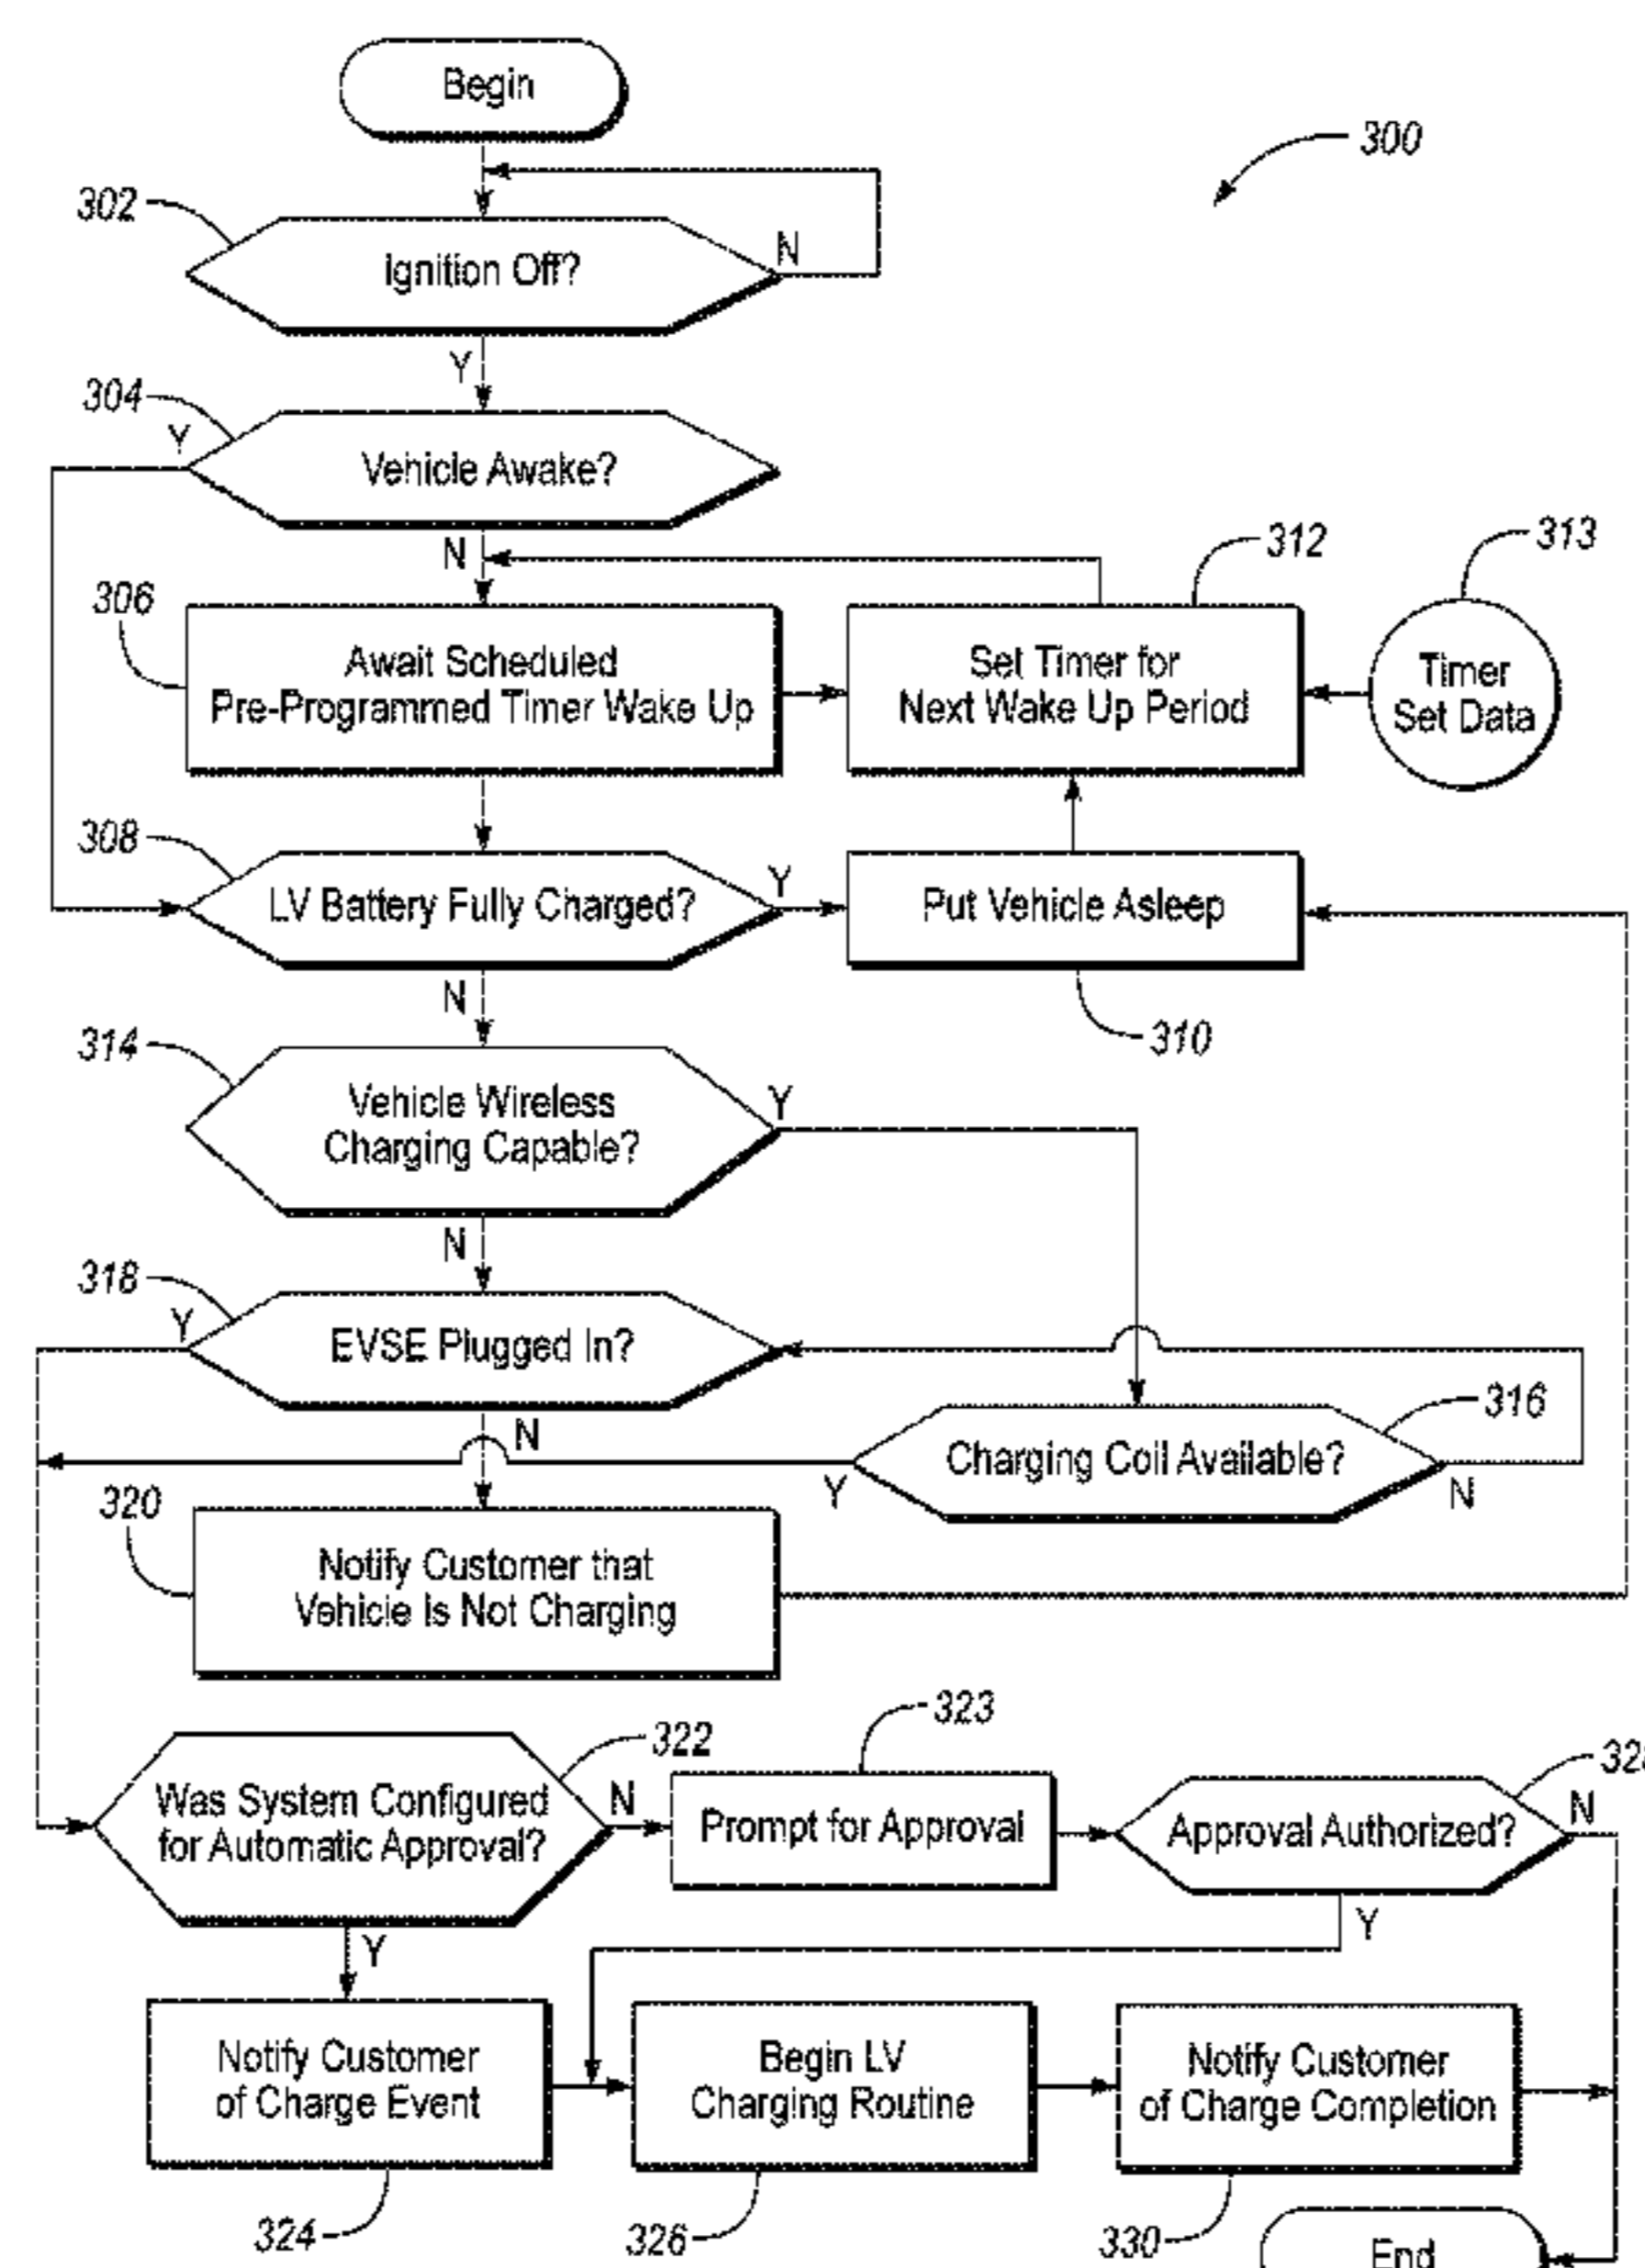 Begin
300
302
Ignition Off?
N
Y
304
Y
Vehicle Awake?
N
312
313
306
Await Scheduled
Pre-Programmed Timer Wake Up
Set Timer for
Next Wake Up Period
Timer
Set Data
308
LV Battery Fully Charged?
Y
Put Vehicle Asleep
N
310
314
Vehicle Wireless
Charging Capable?
Y
N
318
Y
EVSE Plugged In?
N
316
Charging Coil Available?
Y
N
320
Notify Customer that
Vehicle Is Not Charging
323
322
Was System Configured
for Automatic Approval?
N
Prompt for Approval
Approval Authorized?
N
Y
Y
Notify Customer
of Charge Event
Begin LV
Charging Routine
Notify Customer
of Charge Completion
324
326
330
End